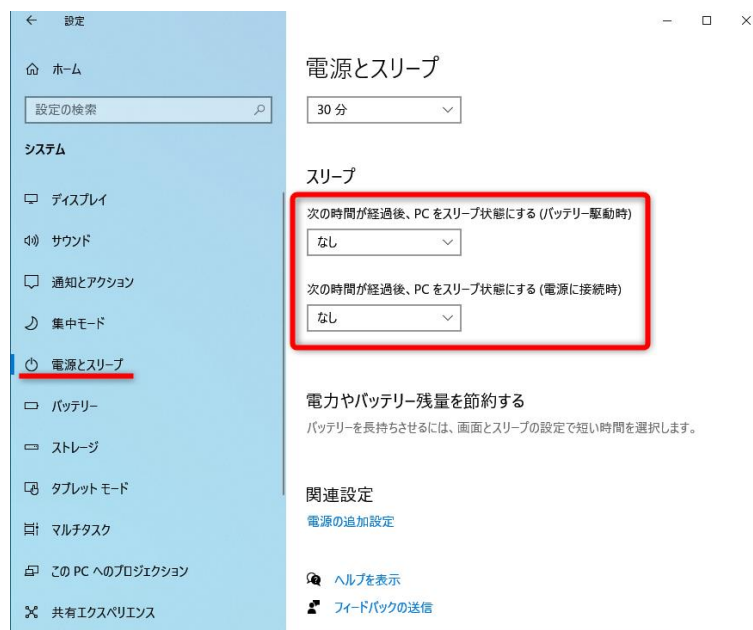 設定
ホーム
設定の検索
システム
ディスプレイ
サウンド
通知とアクション
集中モード
電源とスリープ
バッテリー
ストレージ
タブレット モード
マルチタスク
この PC へのプロジェクション
共有エクスペリエンス
電源とスリープ
30 分
スリープ
次の時間が経過後、PC をスリープ状態にする (バッテリー駆動時)
なし
次の時間が経過後、PC をスリープ状態にする (電源に接続時)
なし
電力やバッテリー残量を節約する
バッテリーを長持ちさせるには、画面とスリープの設定で短い時間を選択します。
関連設定
電源の追加設定
ヘルプを表示
フィードバックの送信